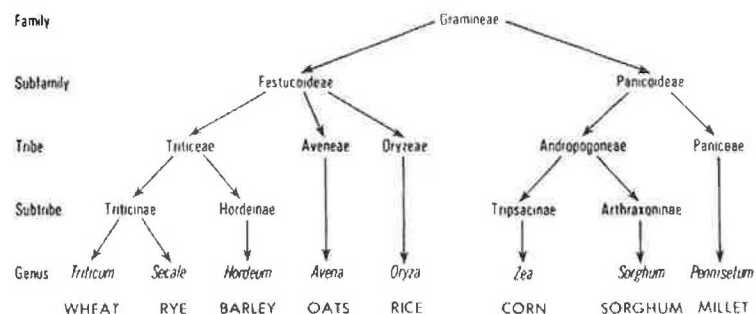 Family Gramineae
Subfamily Festucoideae Panicoideae
Tribe Triticeae Aveneae Oryzeae Andropogoneae Paniceae
Subtribe Triticinae Hordeinae Tripsacinae Arthraxoninae
Genus Triticum Secale Hordeum Avena Oryza Zea Sorghum Pennisetum
WHEAT RYE BARLEY OATS RICE CORN SORGHUM MILLET